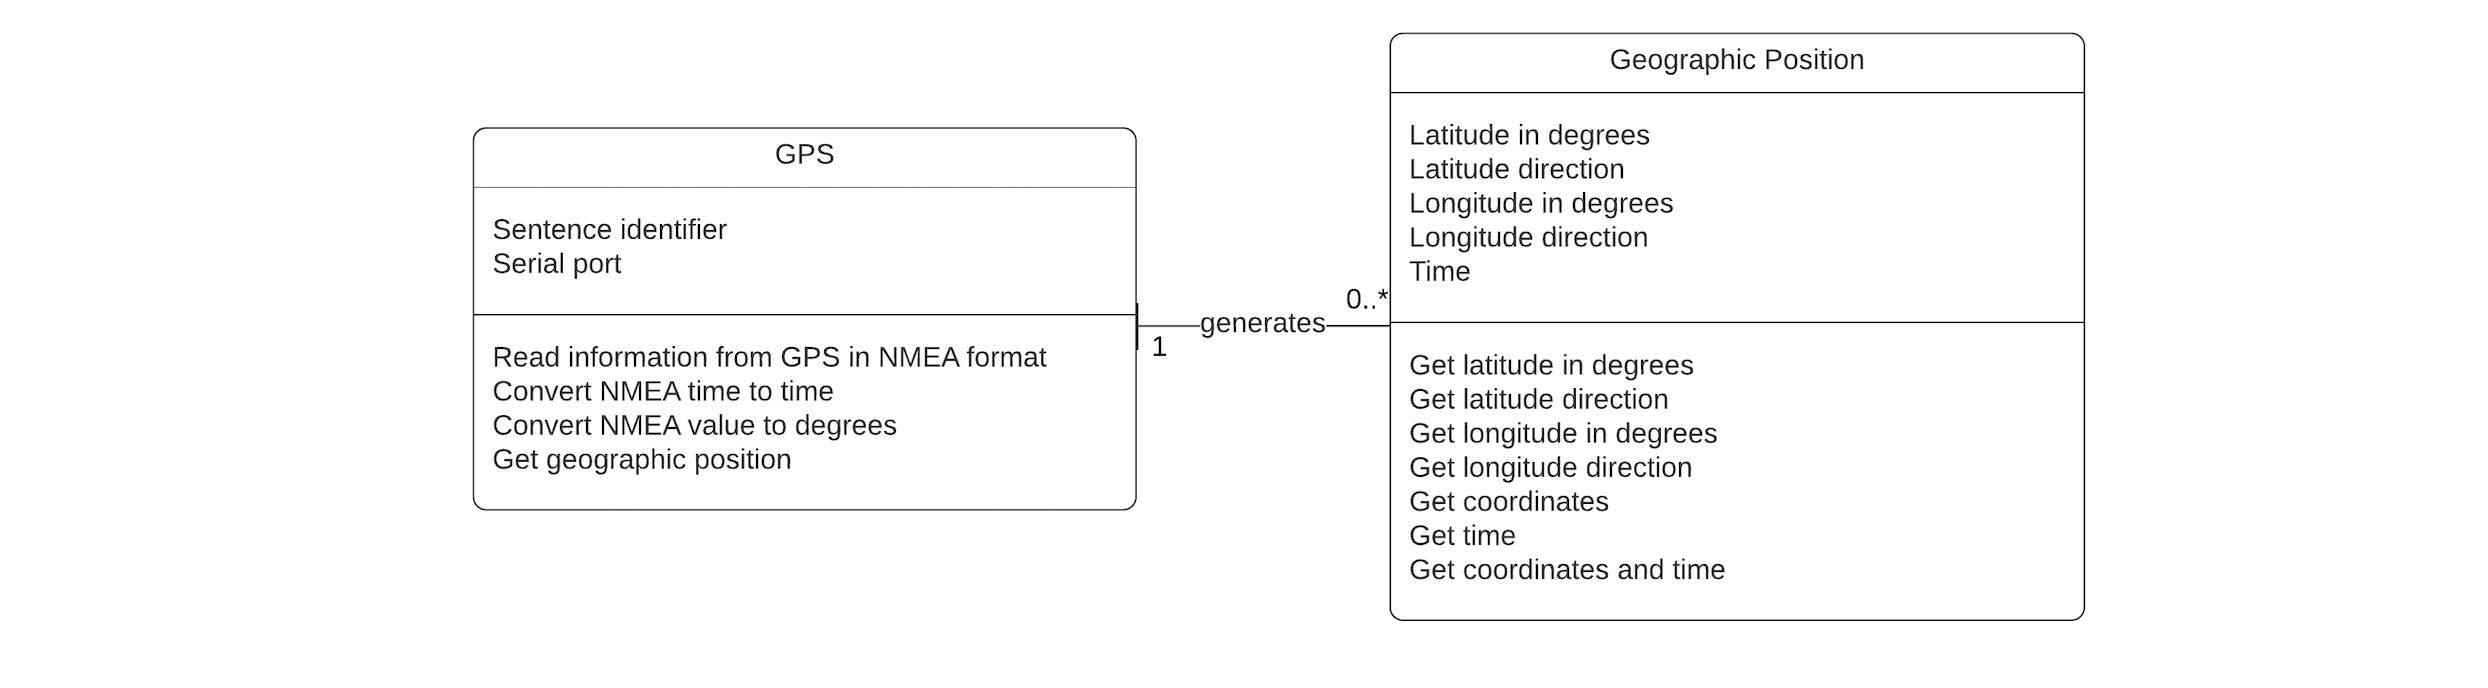 GPS
Sentence identifier
Serial port
Read information from GPS in NMEA format
Convert NMEA time to time
Convert NMEA value to degrees
Get geographic position
1
generates
0..*
Geographic Position
Latitude in degrees
Latitude direction
Longitude in degrees
Longitude direction
Time
Get latitude in degrees
Get latitude direction
Get longitude in degrees
Get longitude direction
Get coordinates
Get time
Get coordinates and time